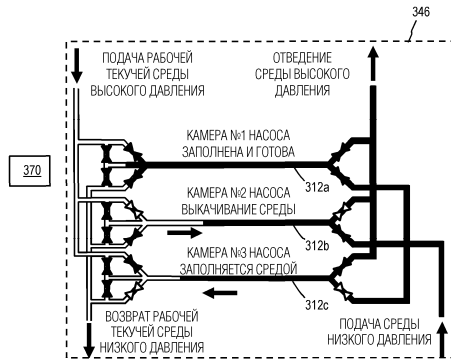 346
ПОДАЧА РАБОЧЕЙ
ТЕКУЧЕЙ СРЕДЫ
ВЫСОКОГО ДАВЛЕНИЯ
ОТВЕДЕНИЕ
СРЕДЫ ВЫСОКОГО
ДАВЛЕНИЯ
КАМЕРА №1 НАСОСА
ЗАПОЛНЕНА И ГОТОВА
370
312a
КАМЕРА №2 НАСОСА
ВЫКАЧИВАНИЕ СРЕДЫ
312b
КАМЕРА №3 НАСОСА
ЗАПОЛНЯЕТСЯ СРЕДОЙ
312c
ВОЗВРАТ РАБОЧЕЙ
ТЕКУЧЕЙ СРЕДЫ
НИЗКОГО ДАВЛЕНИЯ
ПОДАЧА СРЕДЫ
НИЗКОГО ДАВЛЕНИЯ